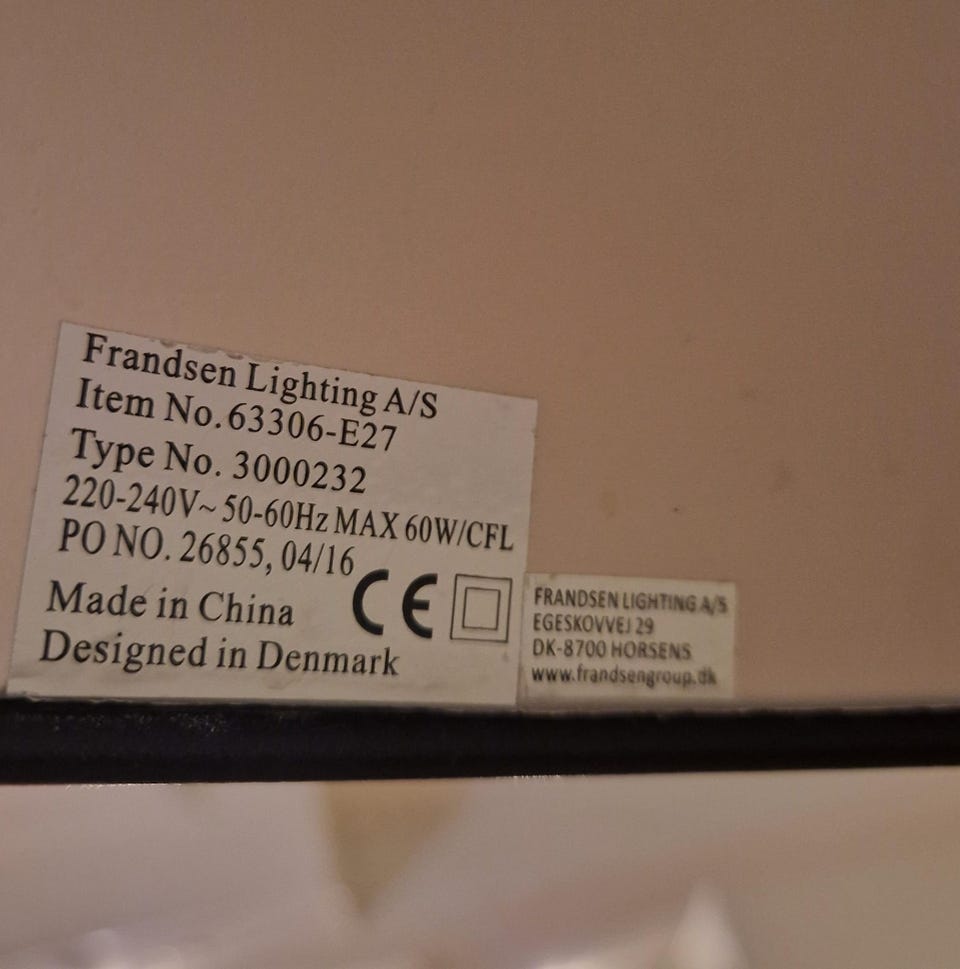 Frandsen Lighting A/S
Item No.63306-E27
Type No. 3000232
220-240V~ 50-60Hz MAX 60W/CFL
PO NO. 26855, 04/16
Made in China
CE
Designed in Denmark
FRANDSEN LIGHTING A/S
EGESKOVVEJ 29
DK-8700 HORSENS
www.frandsengroup.dk